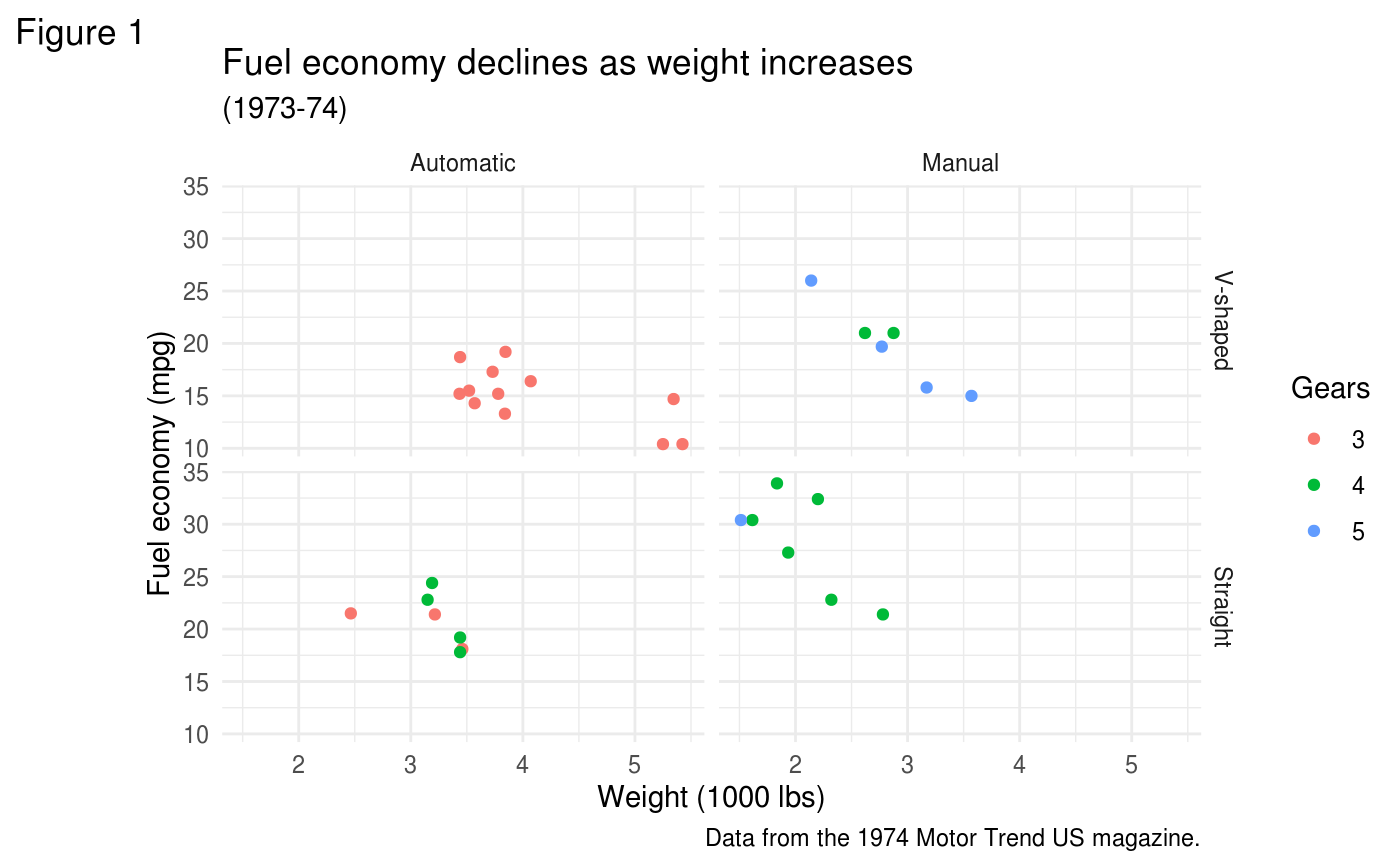 Figure 1
Fuel economy declines as weight increases
(1973-74)
Automatic
Manual
35
30
25
20
15
10
V-shaped
Fuel economy (mpg)
35
30
25
20
15
10
Straight
2 3 4 5
2 3 4 5
Weight (1000 lbs)
Data from the 1974 Motor Trend US magazine.
Gears
3
4
5